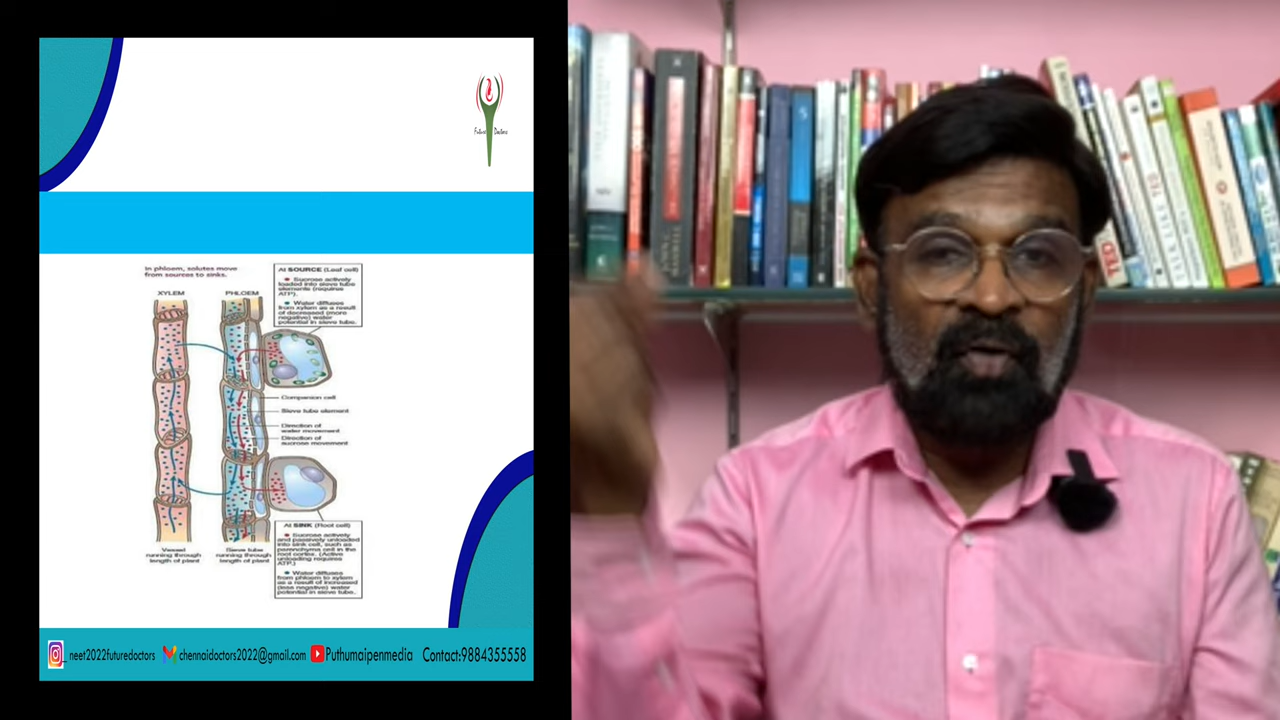 Future Doctors
In phloem, solutes move
from sources to sinks.
XYLEM
PHLOEM
At SOURCE (Leaf cell)
Sucrose actively
loaded into sieve tube
elements (requires
ATP).
Water diffuses
from xylem as a result
of decreased (more
negative) water
potential in sieve tube.
Companion cell
Sieve tube element
Direction of
water movement
Direction of
sucrose movement
At SINK (Root cell)
Sucrose actively
and passively unloaded
into sink cell, such as
parenchyma cell in the
root cortex. (Active
unloading requires
ATP.)
Water diffuses
from phloem to xylem
as a result of increased
(less negative) water
potential in sieve tube.
Vessel
running through
length of plant
Sieve tube
running through
length of plant
_neet2022futuredoctors
chennaidoctors2022@gmail.com
Puthumaipenmedia
Contact:9884355558
TED
TED